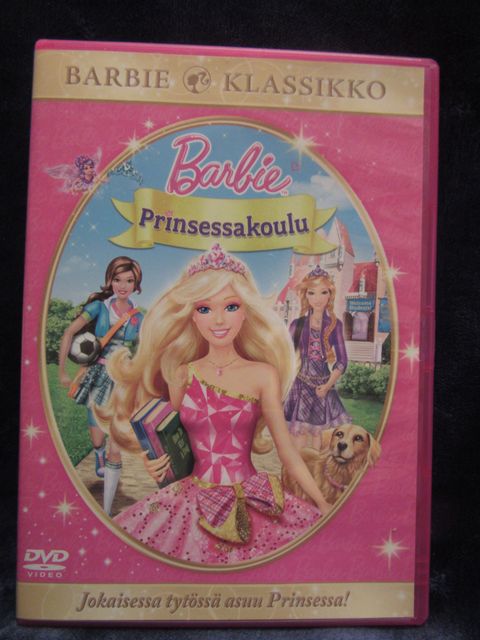 BARBIE KLASSIKKO
Barbie
Prinsessakoulu
DVD
VIDEO
Jokaisessa tytössä asuu Prinsessa!